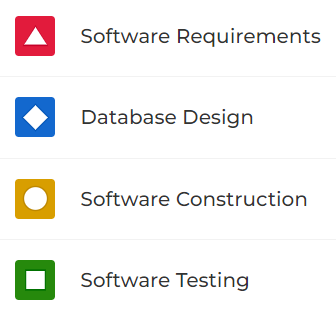 Software Requirements
Database Design
Software Construction
Software Testing